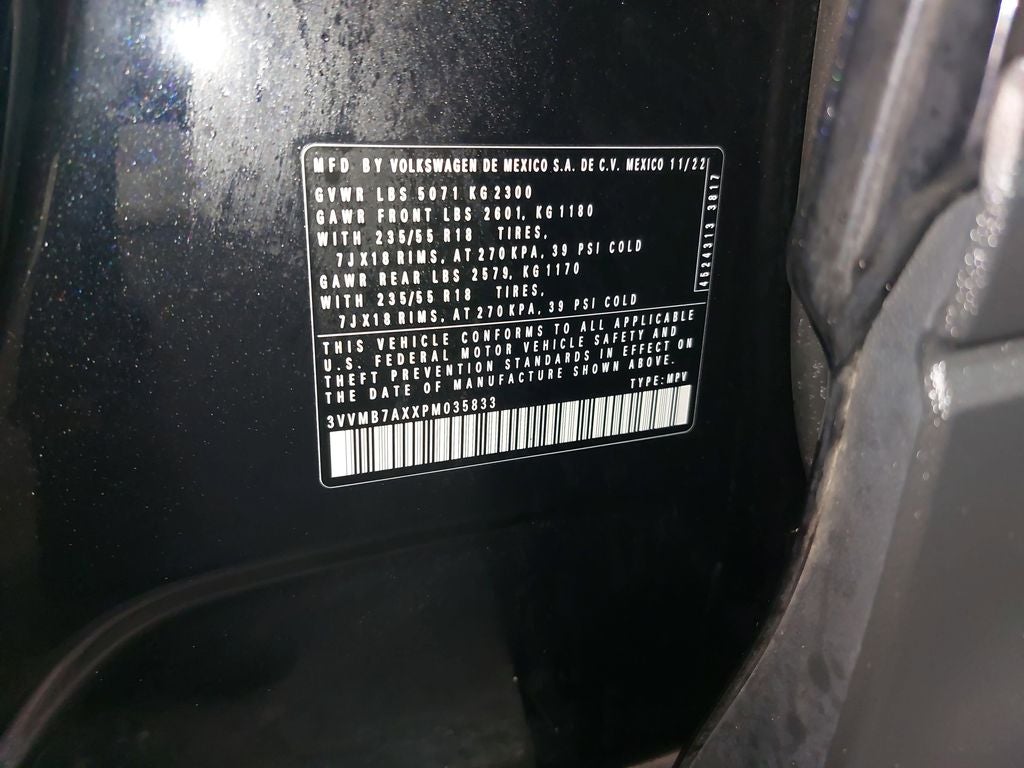 MFD BY VOLKSWAGEN DE MEXICO S.A. DE C.V. MEXICO 11/22
GVWR LBS 5071 KG 2300
GAWR FRONT LBS 2601, KG 1180
WITH 235/55 R18 TIRES,
7JX18 RIMS, AT 270 KPA, 39 PSI COLD
GAWR REAR LBS 2579, KG 1170
WITH 235/55 R18 TIRES,
7JX18 RIMS, AT 270 KPA, 39 PSI COLD
4524313 3817
THIS VEHICLE CONFORMS TO ALL APPLICABLE
U.S. FEDERAL MOTOR VEHICLE SAFETY AND
THEFT PREVENTION STANDARDS IN EFFECT ON
THE DATE OF MANUFACTURE SHOWN ABOVE.
TYPE: MPV
3VVMB7AXXPM035833